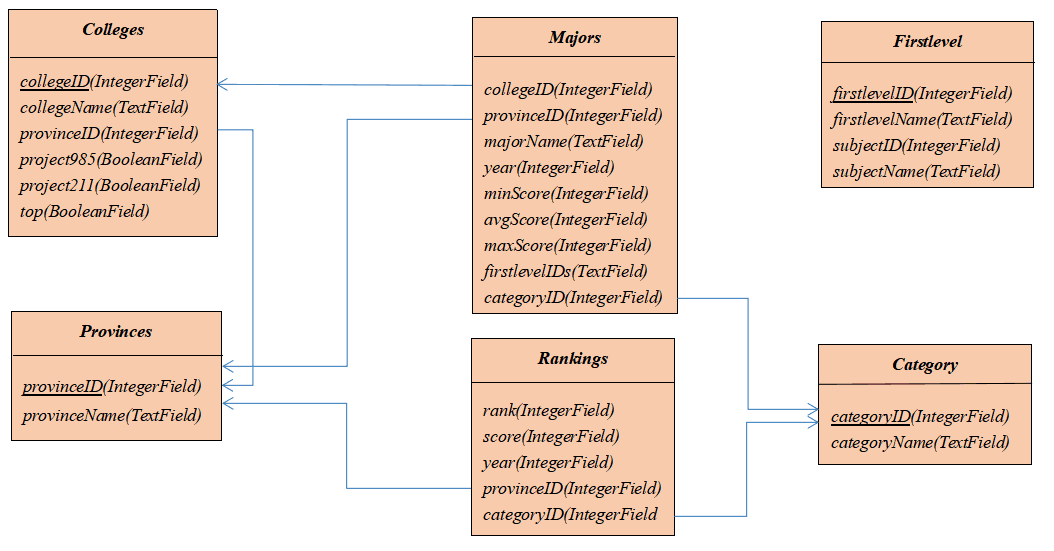 Colleges
collegeID(IntegerField)
collegeName(TextField)
provinceID(IntegerField)
project985(BooleanField)
project211(BooleanField)
top(BooleanField)
Majors
collegeID(IntegerField)
provinceID(IntegerField)
majorName(TextField)
year(IntegerField)
minScore(IntegerField)
avgScore(IntegerField)
maxScore(IntegerField)
firstlevelIDs(TextField)
categoryID(IntegerField)
Firstlevel
firstlevelID(IntegerField)
firstlevelName(TextField)
subjectID(IntegerField)
subjectName(TextField)
Provinces
provinceID(IntegerField)
provinceName(TextField)
Rankings
rank(IntegerField)
score(IntegerField)
year(IntegerField)
provinceID(IntegerField)
categoryID(IntegerField
Category
categoryID(IntegerField)
categoryName(TextField)